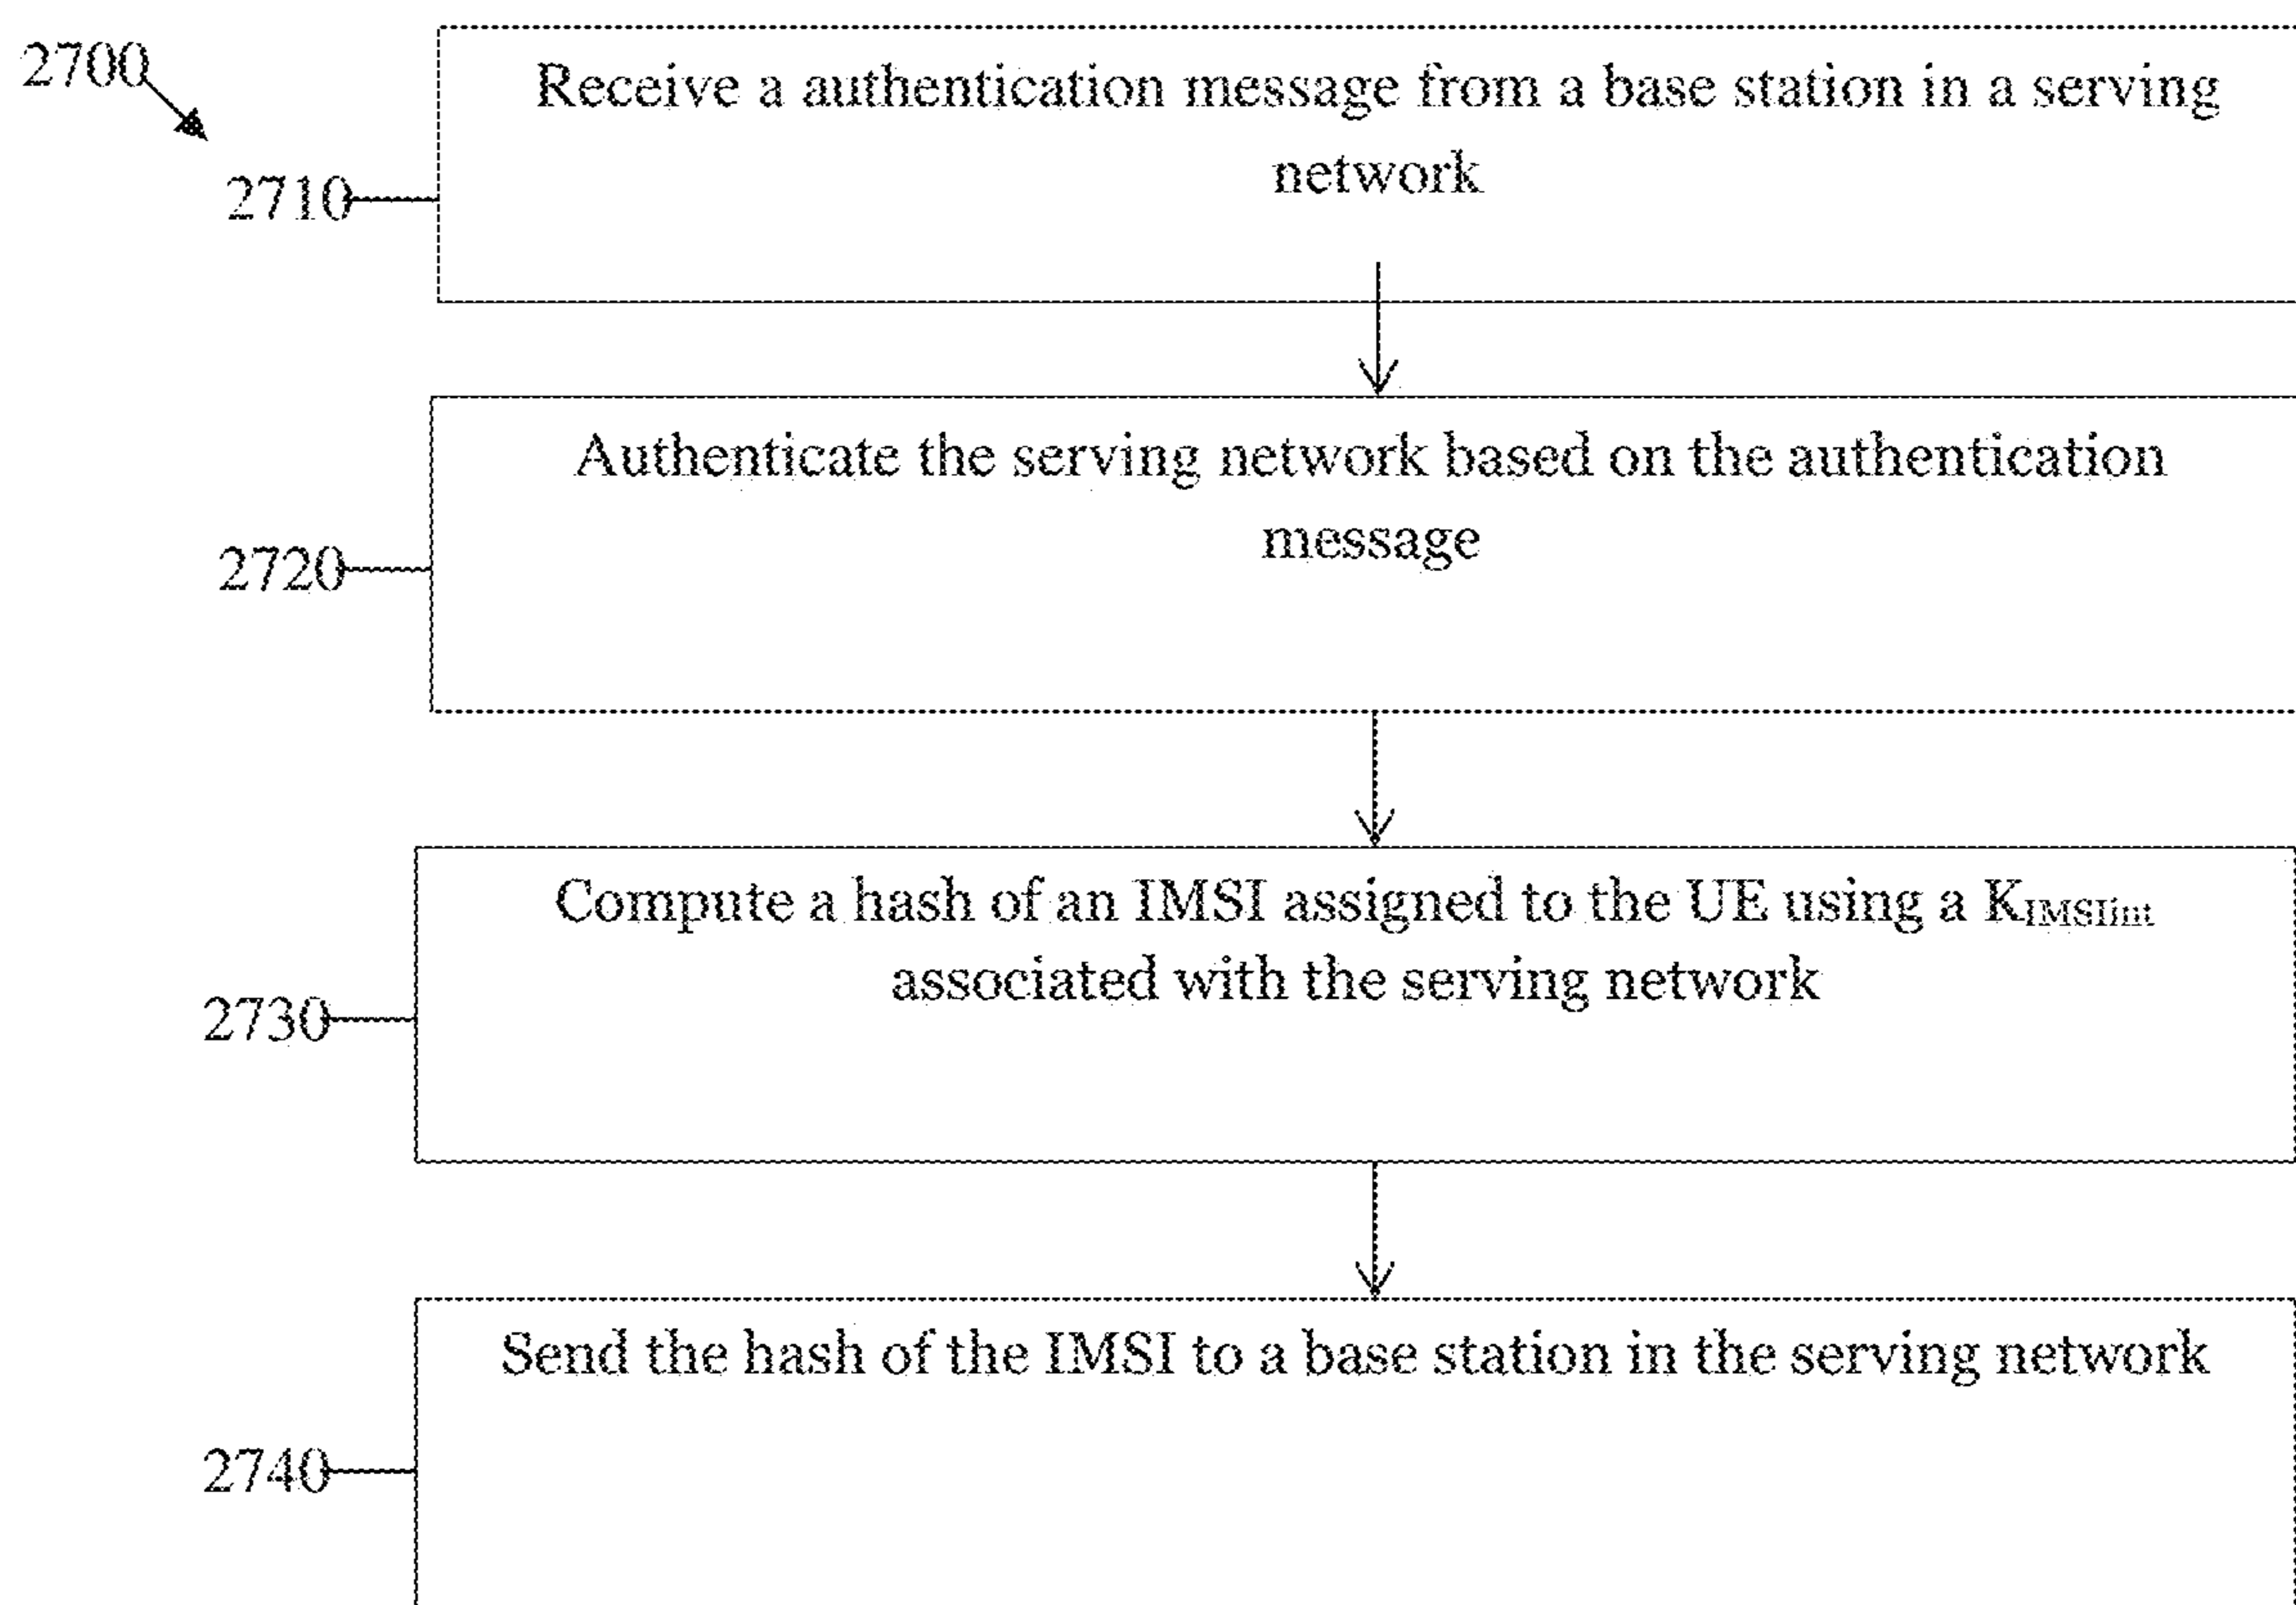 2700
Receive a authentication message from a base station in a serving
network
2710
Authenticate the serving network based on the authentication
message
2720
Compute a hash of an IMSI assigned to the UE using a KIMSIint
associated with the serving network
2730
Send the hash of the IMSI to a base station in the serving network
2740